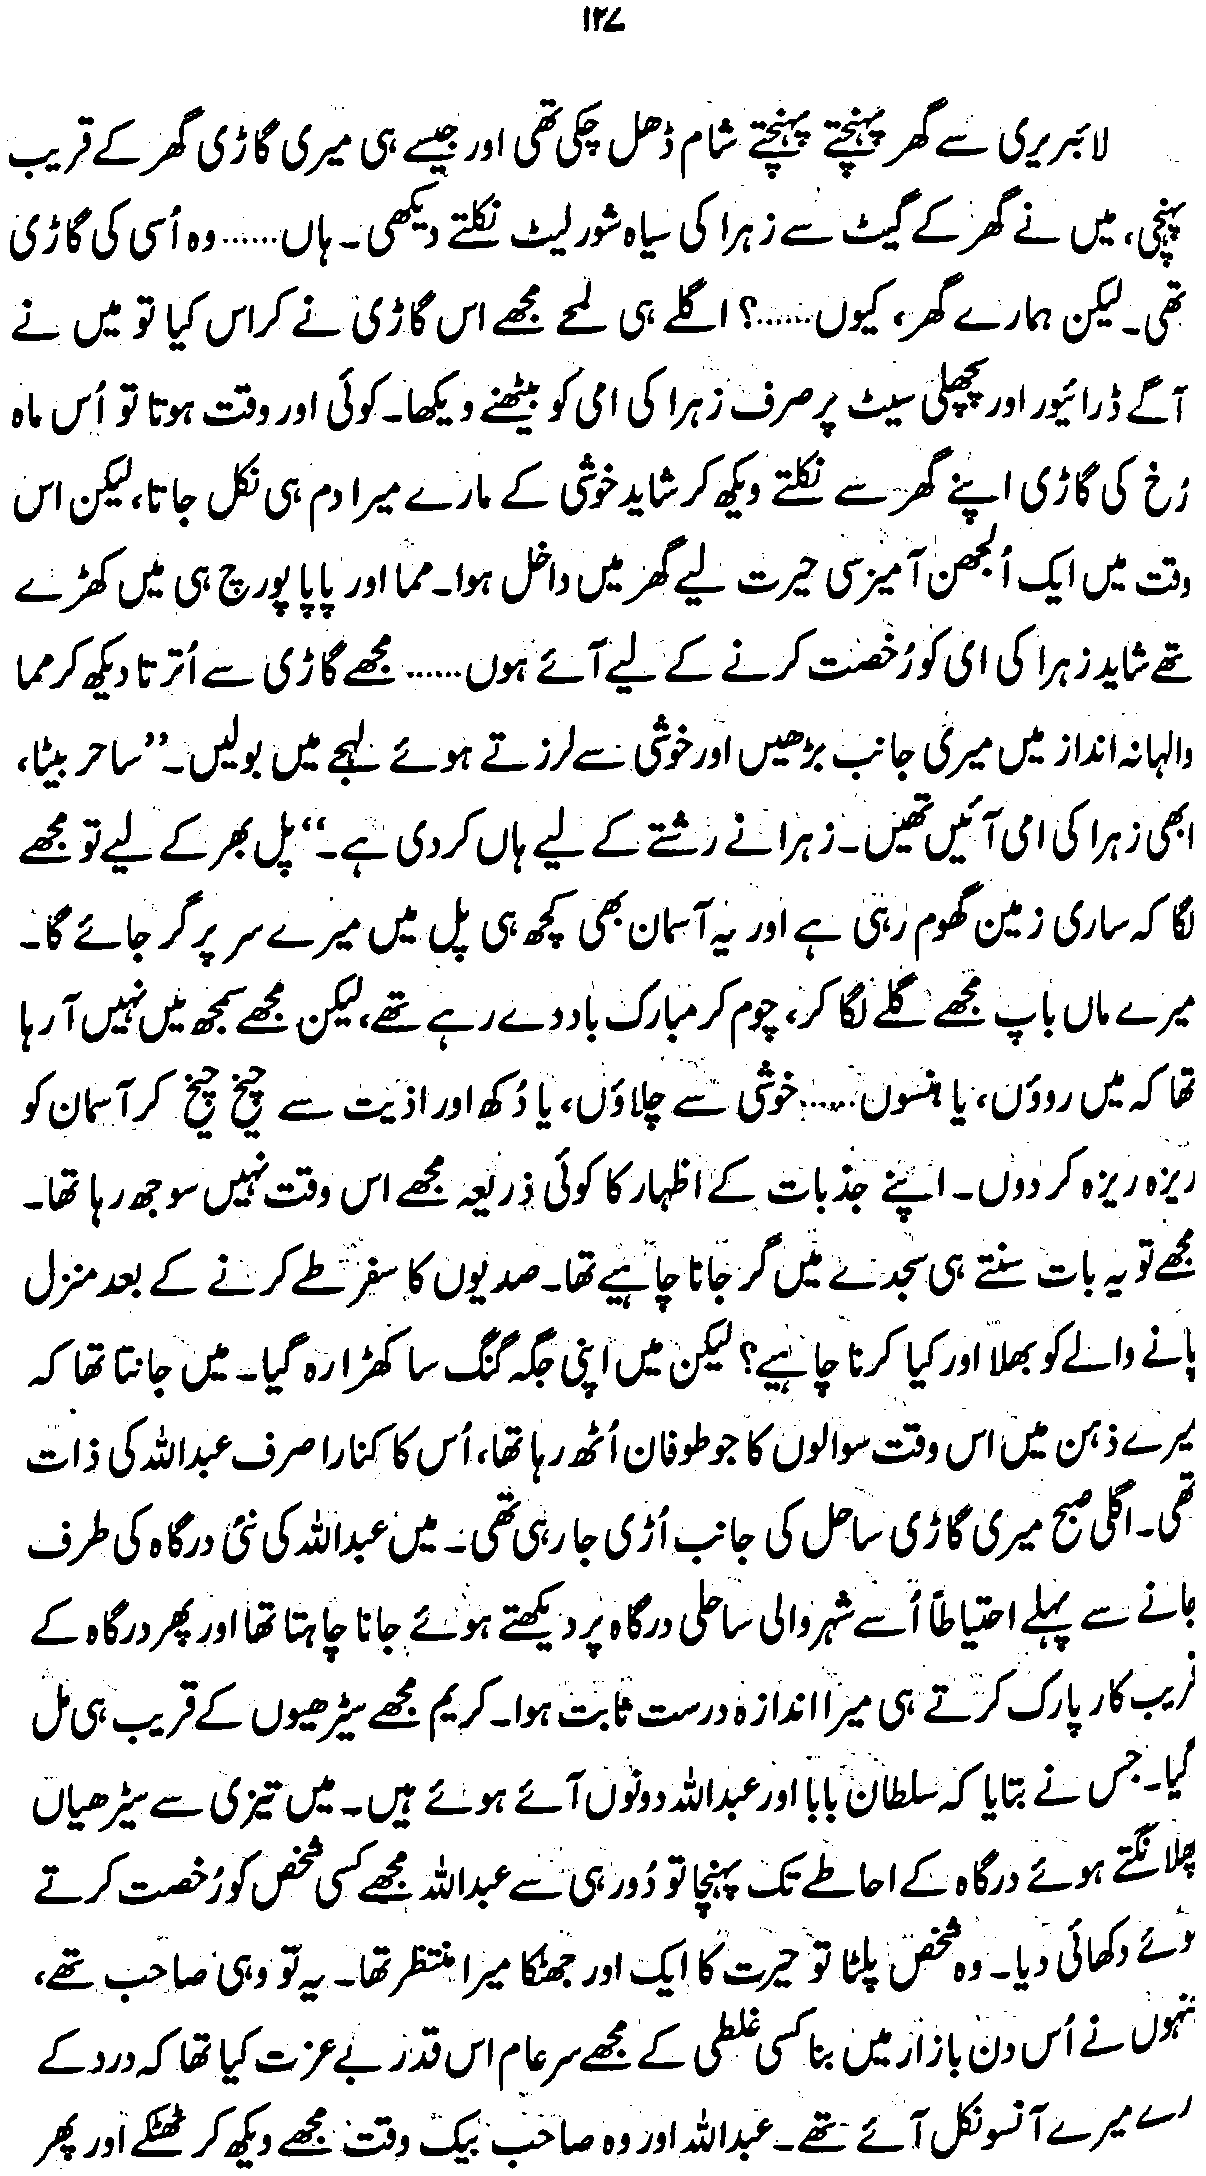 ۱۲۷
لائبریری سے گھر پہنچتے پہنچتے شام ڈھل چکی تھی اور جیسے ہی میری گاڑی گھر کے قریب
پہنچی، میں نے گھر کے گیٹ سے زہرا کی سیاہ شورلیٹ نکلتے دیکھی۔ ہاں...... وہ اُسی کی گاڑی
تھی۔ لیکن ہمارے گھر، کیوں......؟ اگلے ہی لمحے مجھے اس گاڑی نے کراس کیا تو میں نے
آگے ڈرائیور اور پچھلی سیٹ پر صرف زہرا کی امی کو بیٹھنے دیکھا۔ کوئی اور وقت ہوتا تو اُس ماہ
رُخ کی گاڑی اپنے گھر سے نکلتے دیکھ کر شاید خوشی کے مارے میرا دم ہی نکل جاتا، لیکن اس
وقت میں ایک اُلجھن آمیز سی حیرت لیے گھر میں داخل ہوا۔ مما اور پاپا پورچ ہی میں کھڑے
تھے شاید زہرا کی امی کو رُخصت کرنے کے لیے آئے ہوں...... مجھے گاڑی سے اُترتا دیکھ کر مما
والہانہ انداز میں میری جانب بڑھیں اور خوشی سے لرزتے ہوئے لہجے میں بولیں۔ ”ساحر بیٹا،
ابھی زہرا کی امی آئیں تھیں۔ زہرا نے رشتے کے لیے ہاں کر دی ہے۔“ پل بھر کے لیے تو مجھے
لگا کہ ساری زمین گھوم رہی ہے اور یہ آسمان بھی کچھ ہی پل میں میرے سر پر گر جائے گا۔
میرے ماں باپ مجھے گلے لگا کر، چوم کر مبارک باد دے رہے تھے، لیکن مجھے سمجھ میں نہیں آ رہا
تھا کہ میں روؤں، یا ہنسوں...... خوشی سے چلاؤں، یا دُکھ اور اذیت سے چیخ چیخ کر آسمان کو
ریزہ ریزہ کر دوں۔ اپنے جذبات کے اظہار کا کوئی ذریعہ مجھے اس وقت نہیں سوجھ رہا تھا۔
مجھے تو یہ بات سنتے ہی سجدے میں گر جانا چاہیے تھا۔ صدیوں کا سفر طے کرنے کے بعد منزل
پانے والے کو بھلا اور کیا کرنا چاہیے؟ لیکن میں اپنی جگہ گنگ سا کھڑا رہ گیا۔ میں جانتا تھا کہ
میرے ذہن میں اس وقت سوالوں کا جو طوفان اُٹھ رہا تھا، اُس کا کنارا صرف عبداللہ کی ذات
تھی۔ اگلی صبح میری گاڑی ساحل کی جانب اُڑی جا رہی تھی۔ میں عبداللہ کی نئی درگاہ کی طرف
جانے سے پہلے احتیاطاً اُسے شہر والی ساحلی درگاہ پر دیکھتے ہوئے جانا چاہتا تھا اور پھر درگاہ کے
قریب کار پارک کرتے ہی میرا اندازہ درست ثابت ہوا۔ کریم مجھے سیڑھیوں کے قریب ہی مل
گیا۔ جس نے بتایا کہ سلطان بابا اور عبداللہ دونوں آئے ہوئے ہیں۔ میں تیزی سے سیڑھیاں
پھلانگتے ہوئے درگاہ کے احاطے تک پہنچا تو دُور ہی سے عبداللہ مجھے کسی شخص کو رُخصت کرتے
ہوئے دکھائی دیا۔ وہ شخص پلٹا تو حیرت کا ایک اور جھٹکا میرا منتظر تھا۔ یہ تو وہی صاحب تھے،
نہوں نے اُس دن بازار میں بنا کسی غلطی کے مجھے سرعام اس قدر بے عزت کیا تھا کہ درد کے
رے میرے آنسو نکل آئے تھے۔ عبداللہ اور وہ صاحب بیک وقت مجھے دیکھ کر ٹھٹکے اور پھر